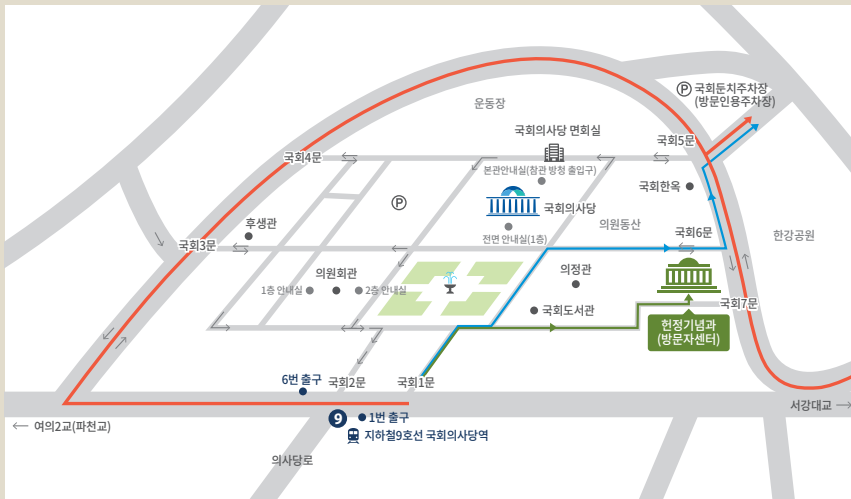 P 국회둔치주차장
(방문인용주차장)
운동장
국회의사당 면회실
국회5문
국회4문
본관안내실(참관 방청 출입구)
국회한옥
P
국회의사당
후생관
의원동산
국회6문
한강공원
국회3문
전면 안내실(1층)
의원회관
의정관
1층 안내실
2층 안내실
국회도서관
국회7문
헌정기념과
(방문자센터)
6번 출구
국회2문
국회1문
서강대교
9
1번 출구
여의2교(파천교)
지하철9호선 국회의사당역
의사당로